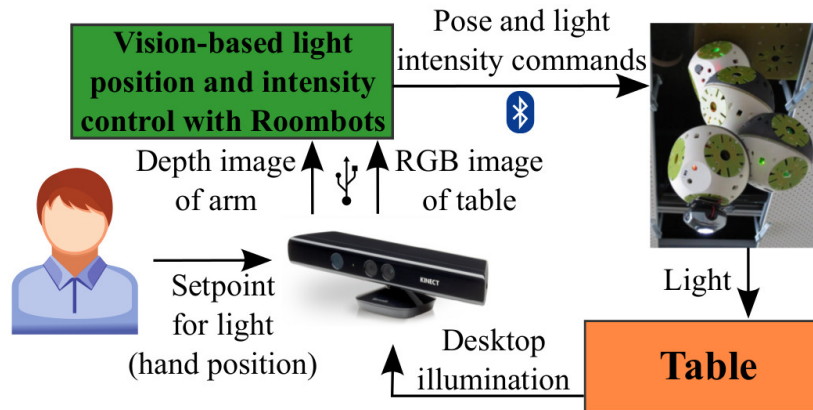 Vision-based light
position and intensity
control with Roombots
Pose and light
intensity commands
Depth image
of arm
RGB image
of table
Setpoint
for light
(hand position)
KINECT
Light
Desktop
illumination
Table